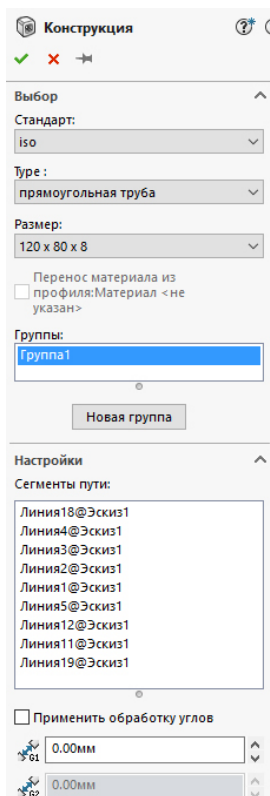 Конструкция
Выбор
Стандарт:
iso
Type :
прямоугольная труба
Размер:
120 x 80 x 8
Перенос материала из
профиля:Материал <не
указан>
Группы:
Группа1
Новая группа
Настройки
Сегменты пути:
Линия18@Эскиз1
Линия4@Эскиз1
Линия3@Эскиз1
Линия2@Эскиз1
Линия1@Эскиз1
Линия5@Эскиз1
Линия12@Эскиз1
Линия11@Эскиз1
Линия19@Эскиз1
Применить обработку углов
G1 0.00мм
G2 0.00мм